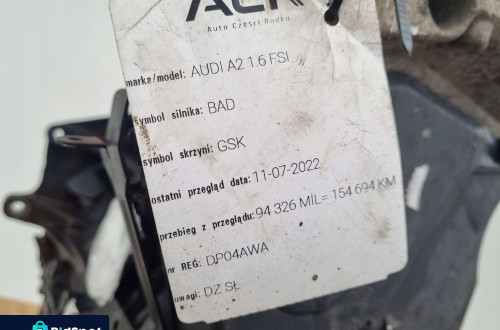 Auto Części Rudka
marka/model: AUDI A2 1.6 FSI
symbol silnika: BAD
symbol skrzyni: GSK
ostatni przegląd data: 11-07-2022
przebieg z przeglądu: 94 326 MIL= 154 694 KM
nr REG: DP04AWA
uwagi: DZ SŁ
BidSpot